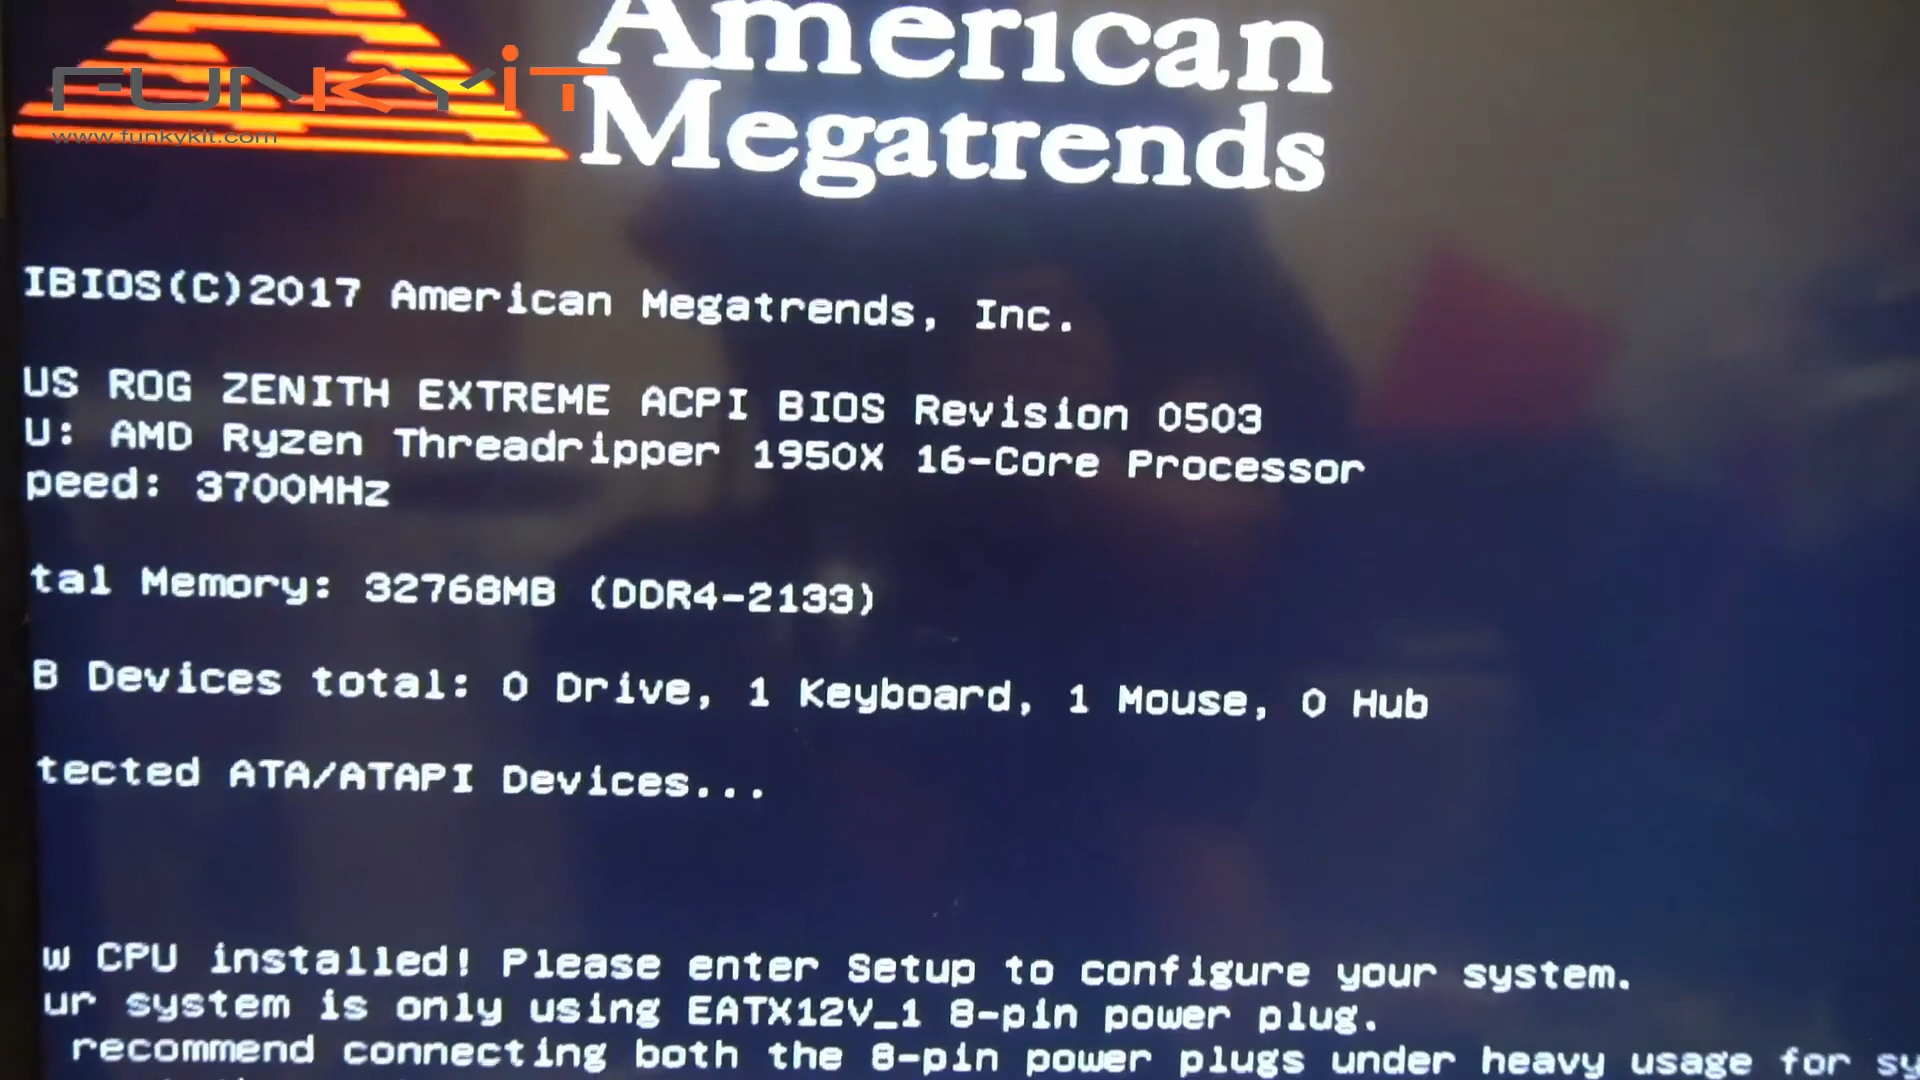 American
Megatrends
FUNKYiT
www.funkykit.com
IBIOS(C)2017 American Megatrends, Inc.
US ROG ZENITH EXTREME ACPI BIOS Revision 0503
U: AMD Ryzen Threadripper 1950X 16-Core Processor
peed: 3700MHz
tal Memory: 32768MB (DDR4-2133)
B Devices total: 0 Drive, 1 Keyboard, 1 Mouse, 0 Hub
tected ATA/ATAPI Devices...
w CPU installed! Please enter Setup to configure your system.
ur system is only using EATX12V_1 8-pin power plug.
recommend connecting both the 8-pin power plugs under heavy usage for sy